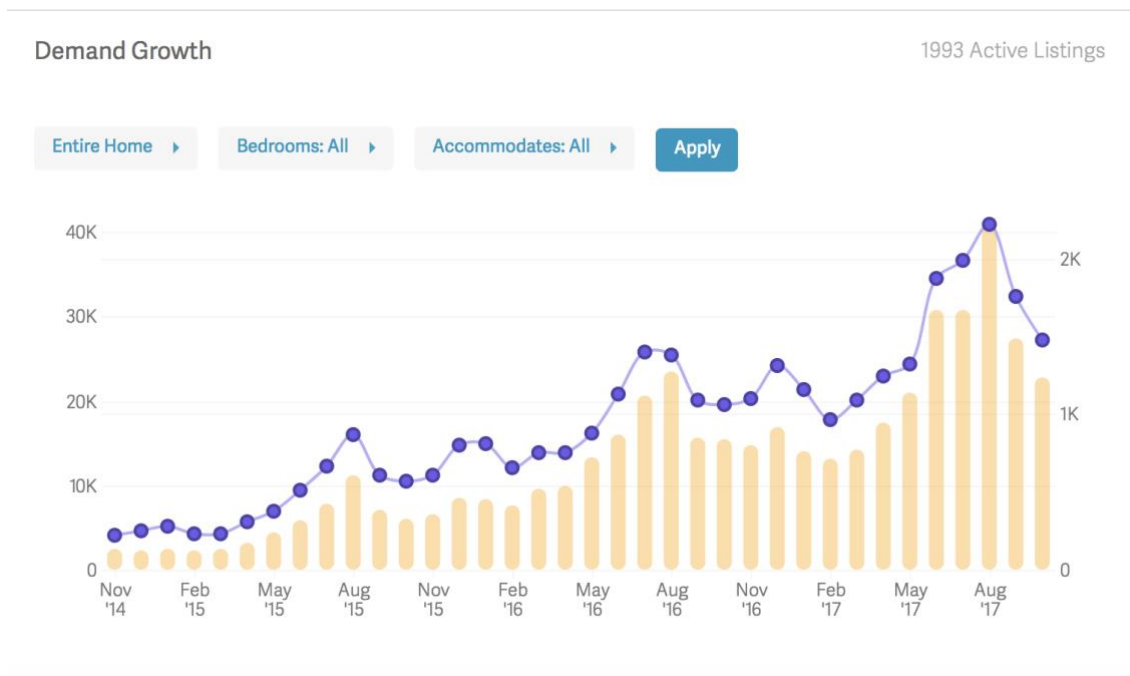 Demand Growth
1993 Active Listings
Entire Home
Bedrooms: All
Accommodates: All
Apply
40K
30K
20K
10K
0
2K
1K
0
Nov '14
Feb '15
May '15
Aug '15
Nov '15
Feb '16
May '16
Aug '16
Nov '16
Feb '17
May '17
Aug '17